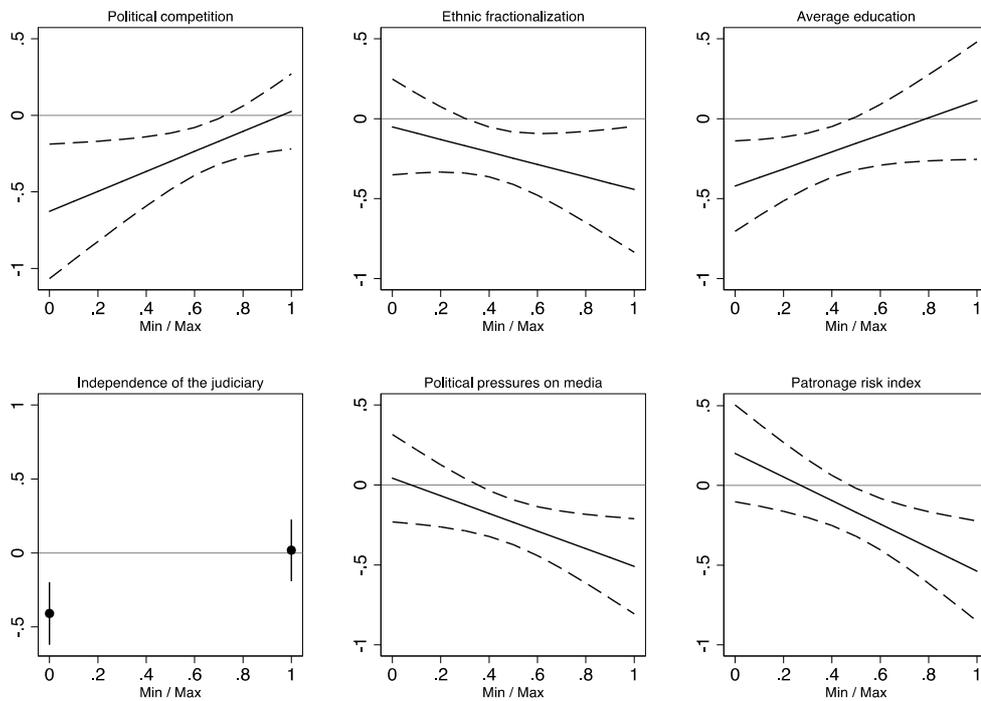 Political competition
.5
0
-.5
-1
0 .2 .4 .6 .8 1
Min / Max
Ethnic fractionalization
.5
0
-.5
-1
0 .2 .4 .6 .8 1
Min / Max
Average education
.5
0
-.5
-1
0 .2 .4 .6 .8 1
Min / Max
Independence of the judiciary
1
.5
0
-.5
0 .2 .4 .6 .8 1
Min / Max
Political pressures on media
.5
0
-.5
-1
0 .2 .4 .6 .8 1
Min / Max
Patronage risk index
.5
0
-.5
-1
0 .2 .4 .6 .8 1
Min / Max